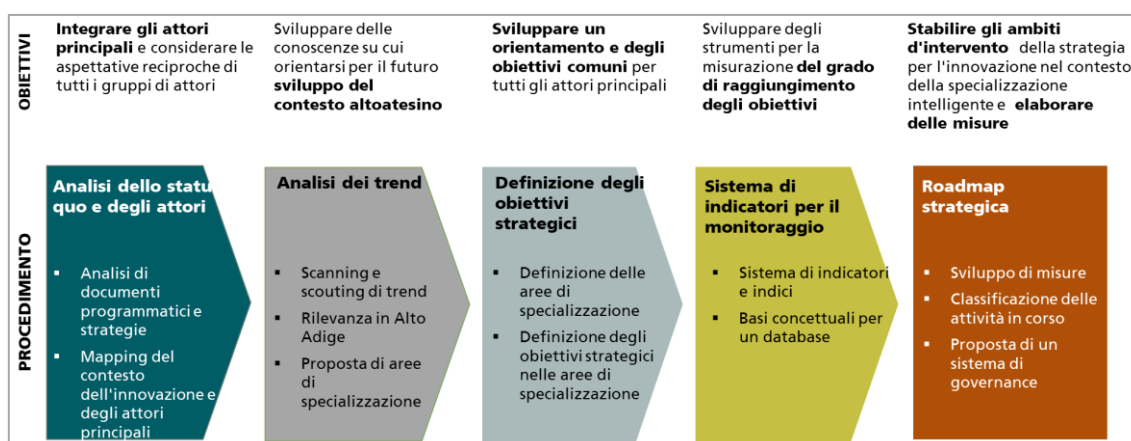 OBIETTIVI
Integrare gli attori
principali e considerare le
aspettative reciproche di
tutti i gruppi di attori
Sviluppare delle
conoscenze su cui
orientarsi per il futuro
sviluppo del
contesto altoatesino
Sviluppare un
orientamento e degli
obiettivi comuni per
tutti gli attori principali
Sviluppare degli
strumenti per la
misurazione del grado
di raggiungimento
degli obiettivi
Stabilire gli ambiti
d'intervento della strategia
per l'innovazione nel contesto
della specializzazione
intelligente e elaborare
delle misure
PROCEDIMENTO
Analisi dello statu
quo e degli attori
▪ Analisi di
documenti
programmatici e
strategie
▪ Mapping del
contesto
dell'innovazione e
degli attori
principali
Analisi dei trend
▪ Scanning e
scouting di trend
▪ Rilevanza in Alto
Adige
▪ Proposta di aree
di
specializzazione
Definizione degli
obiettivi
strategici
▪ Definizione delle
aree di
specializzazione
▪ Definizione degli
obiettivi strategici
nelle aree di
specializzazione
Sistema di
indicatori per il
monitoraggio
▪ Sistema di indicatori
e indici
▪ Basi concettuali per
un database
Roadmap
strategica
▪ Sviluppo di misure
▪ Classificazione delle
attività in corso
▪ Proposta di un
sistema di
governance